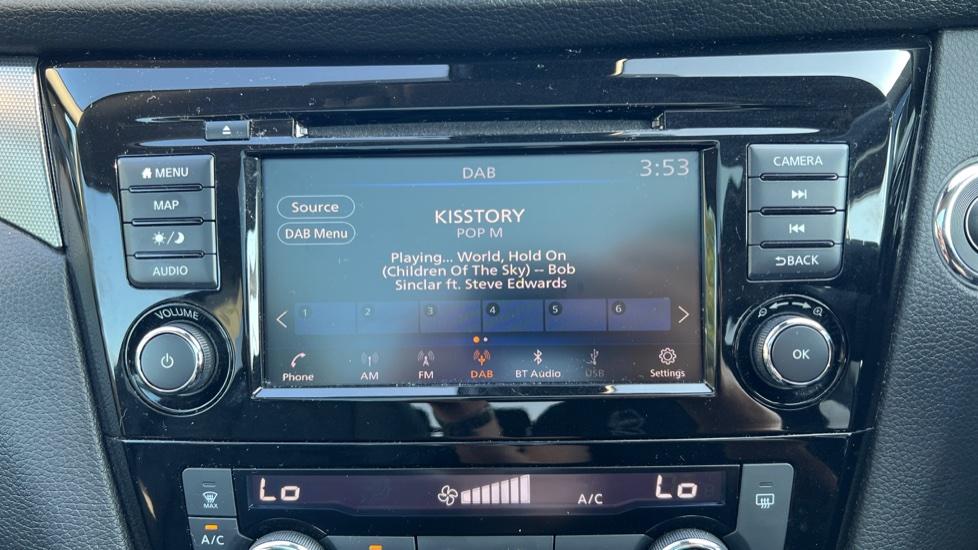 DAB
3:53
Source
KISSTORY
DAB Menu
POP M
Playing... World, Hold On
(Children Of The Sky) -- Bob
Sinclar ft. Steve Edwards
1 2 3 4 5 6
Phone AM FM DAB BT Audio USB Settings
MENU
MAP
AUDIO
VOLUME
CAMERA
BACK
OK
MAX
A/C
Lo
A/C
Lo